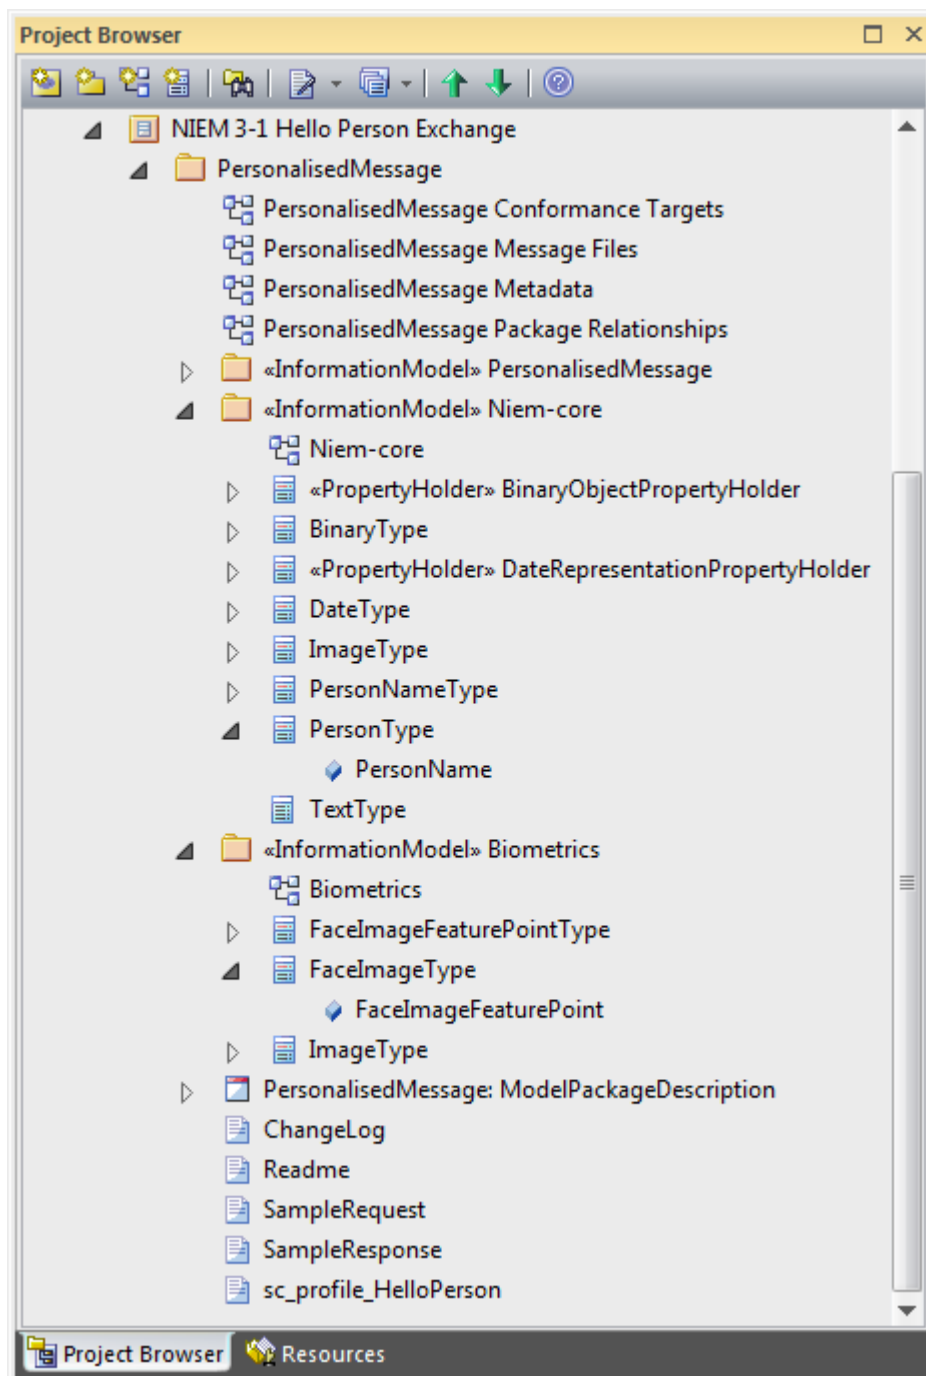 Project Browser
NIEM 3-1 Hello Person Exchange
PersonalisedMessage
PersonalisedMessage Conformance Targets
PersonalisedMessage Message Files
PersonalisedMessage Metadata
PersonalisedMessage Package Relationships
«InformationModel» PersonalisedMessage
«InformationModel» Niem-core
Niem-core
«PropertyHolder» BinaryObjectPropertyHolder
BinaryType
«PropertyHolder» DateRepresentationPropertyHolder
DateType
ImageType
PersonNameType
PersonType
PersonName
TextType
«InformationModel» Biometrics
Biometrics
FaceImageFeaturePointType
FaceImageType
FaceImageFeaturePoint
ImageType
PersonalisedMessage: ModelPackageDescription
ChangeLog
Readme
SampleRequest
SampleResponse
sc_profile_HelloPerson
Project Browser Resources